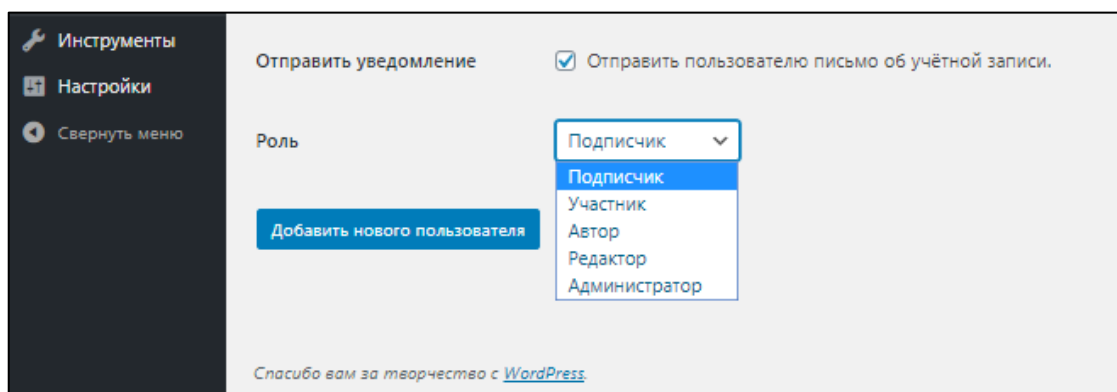 Инструменты
Настройки
Свернуть меню
Отправить уведомление
Отправить пользователю письмо об учётной записи.
Роль
Подписчик
Подписчик
Участник
Автор
Редактор
Администратор
Добавить нового пользователя
Спасибо вам за творчество с WordPress.